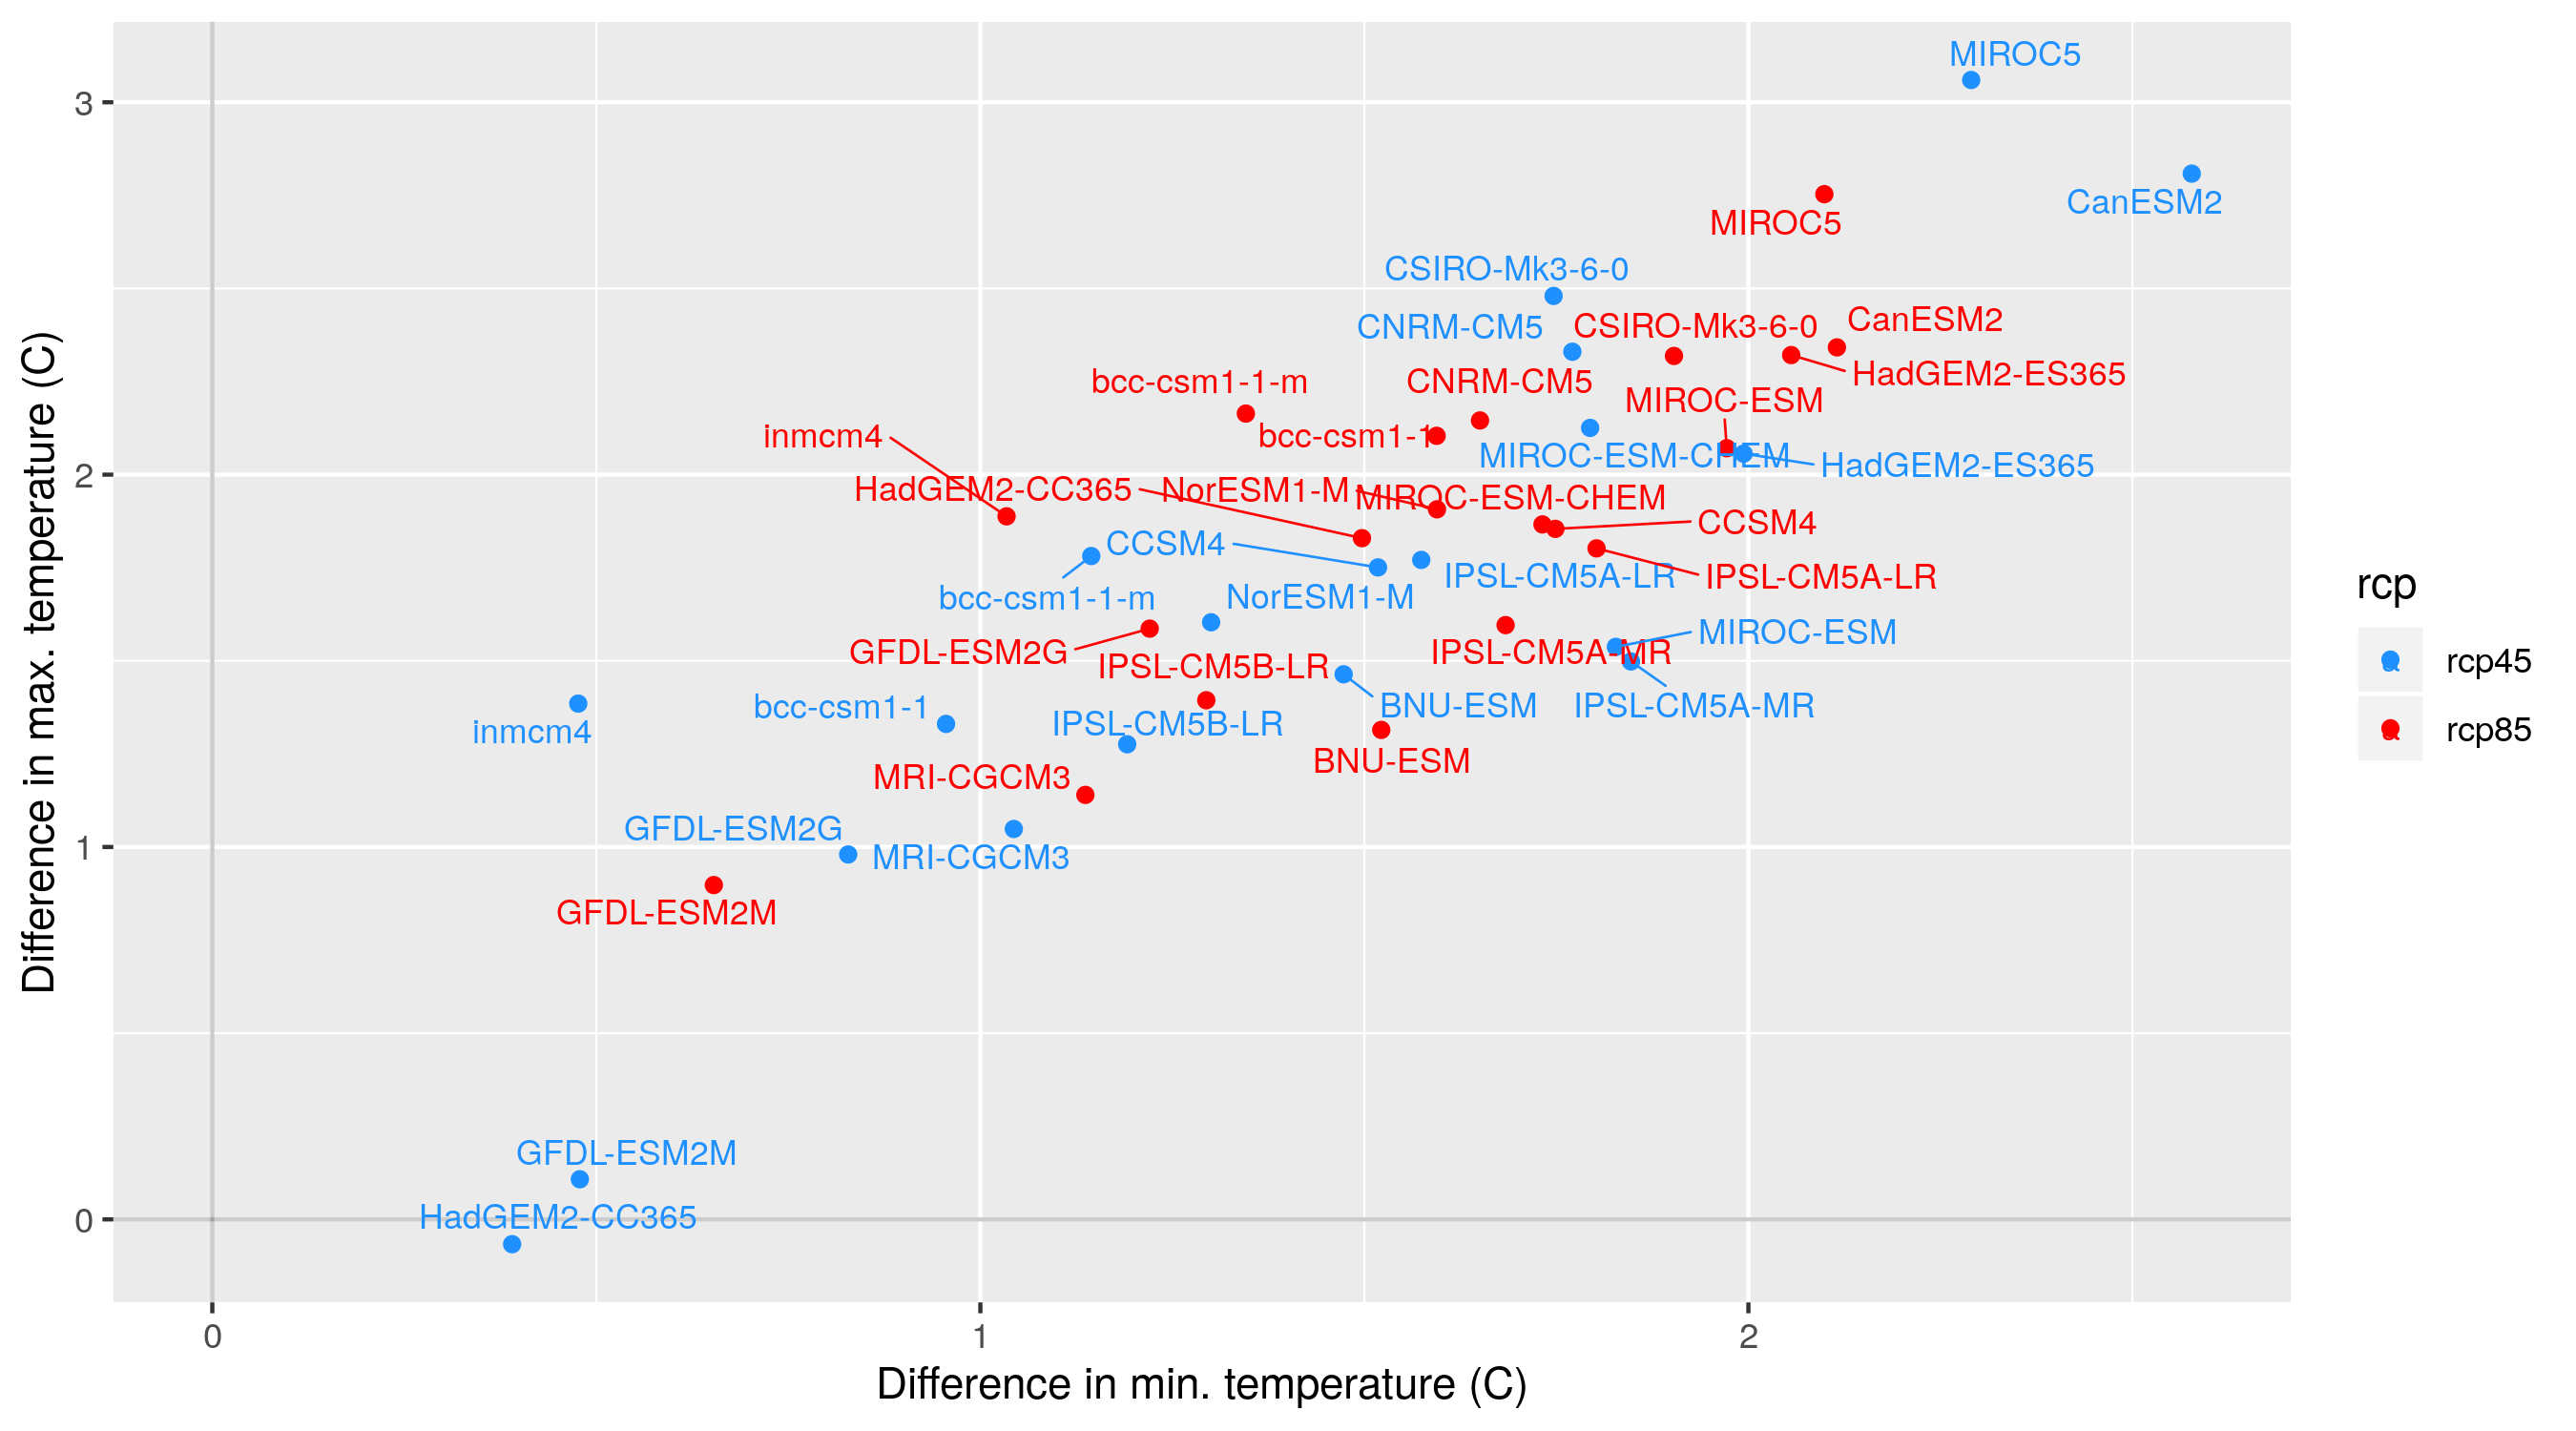 MIROC5
3
CanESM2
MIROC5
CSIRO-Mk3-6-0
CanESM2
CNRM-CM5
CSIRO-Mk3-6-0
HadGEM2-ES365
bcc-csm1-1-m
CNRM-CM5
MIROC-ESM
inmcm4
bcc-csm1-1
MIROC-ESM-CHEM
HadGEM2-ES365
2
HadGEM2-CC365
NorESM1-M
MIROC-ESM-CHEM
CCSM4
CCSM4
IPSL-CM5A-LR
IPSL-CM5A-LR
bcc-csm1-1-m
NorESM1-M
MIROC-ESM
GFDL-ESM2G
IPSL-CM5B-LR
IPSL-CM5A-MR
inmcm4
bcc-csm1-1
IPSL-CM5B-LR
BNU-ESM
IPSL-CM5A-MR
BNU-ESM
MRI-CGCM3
GFDL-ESM2G
MRI-CGCM3
1
GFDL-ESM2M
GFDL-ESM2M
HadGEM2-CC365
0
0
1
2
Difference in min. temperature (C)
Difference in max. temperature (C)
rcp
a
rcp45
a
rcp85